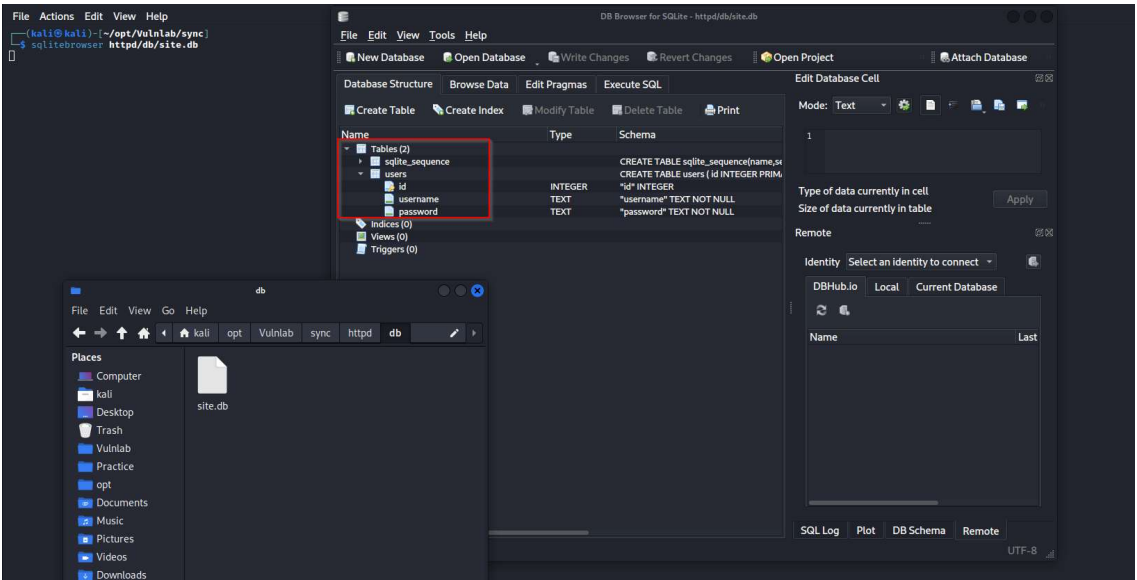 File Actions Edit View Help
(kali㉿kali)-[~/opt/Vulnlab/sync]
$ sqlitebrowser httpd/db/site.db
DB Browser for SQLite - httpd/db/site.db
File Edit View Tools Help
New Database Open Database Write Changes Revert Changes Open Project Attach Database
Database Structure Browse Data Edit Pragmas Execute SQL
Create Table Create Index Modify Table Delete Table Print
Name Type Schema
Tables (2)
sqlite_sequence CREATE TABLE sqlite_sequence(name,se
users CREATE TABLE users ( id INTEGER PRIMA
id INTEGER "id" INTEGER
username TEXT "username" TEXT NOT NULL
password TEXT "password" TEXT NOT NULL
Indices (0)
Views (0)
Triggers (0)
Edit Database Cell
Mode: Text
1
Type of data currently in cell
Size of data currently in table
Apply
Remote
Identity Select an identity to connect
DBHub.io Local Current Database
Name Last
SQL Log Plot DB Schema Remote
UTF-8
db
File Edit View Go Help
kali opt Vulnlab sync httpd db
Places
Computer
kali
Desktop
Trash
Vulnlab
Practice
opt
Documents
Music
Pictures
Videos
Downloads
site.db